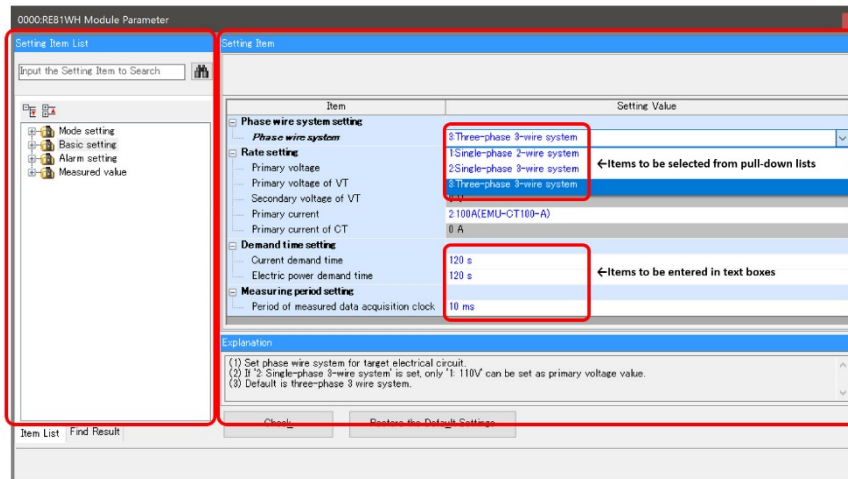 0000:RE81WH Module Parameter
Setting Item List
Input the Setting Item to Search
Mode setting
Basic setting
Alarm setting
Measured value
Item List
Find Result
Setting Item
Item
Setting Value
Phase wire system setting
Phase wire system
3:Three-phase 3-wire system
1:Single-phase 2-wire system
2:Single-phase 3-wire system
3:Three-phase 3-wire system
←Items to be selected from pull-down lists
Rate setting
Primary voltage
Primary voltage of VT
Secondary voltage of VT
0 V
Primary current
2:100A(EMU-CT100-A)
Primary current of CT
0 A
Demand time setting
Current demand time
120 s
Electric power demand time
120 s
←Items to be entered in text boxes
Measuring period setting
Period of measured data acquisition clock
10 ms
Explanation
(1) Set phase wire system for target electrical circuit.
(2) If '2: Single-phase 3-wire system' is set, only '1: 110V' can be set as primary voltage value.
(3) Default is three-phase 3 wire system.
Check
Restore the Default Settings